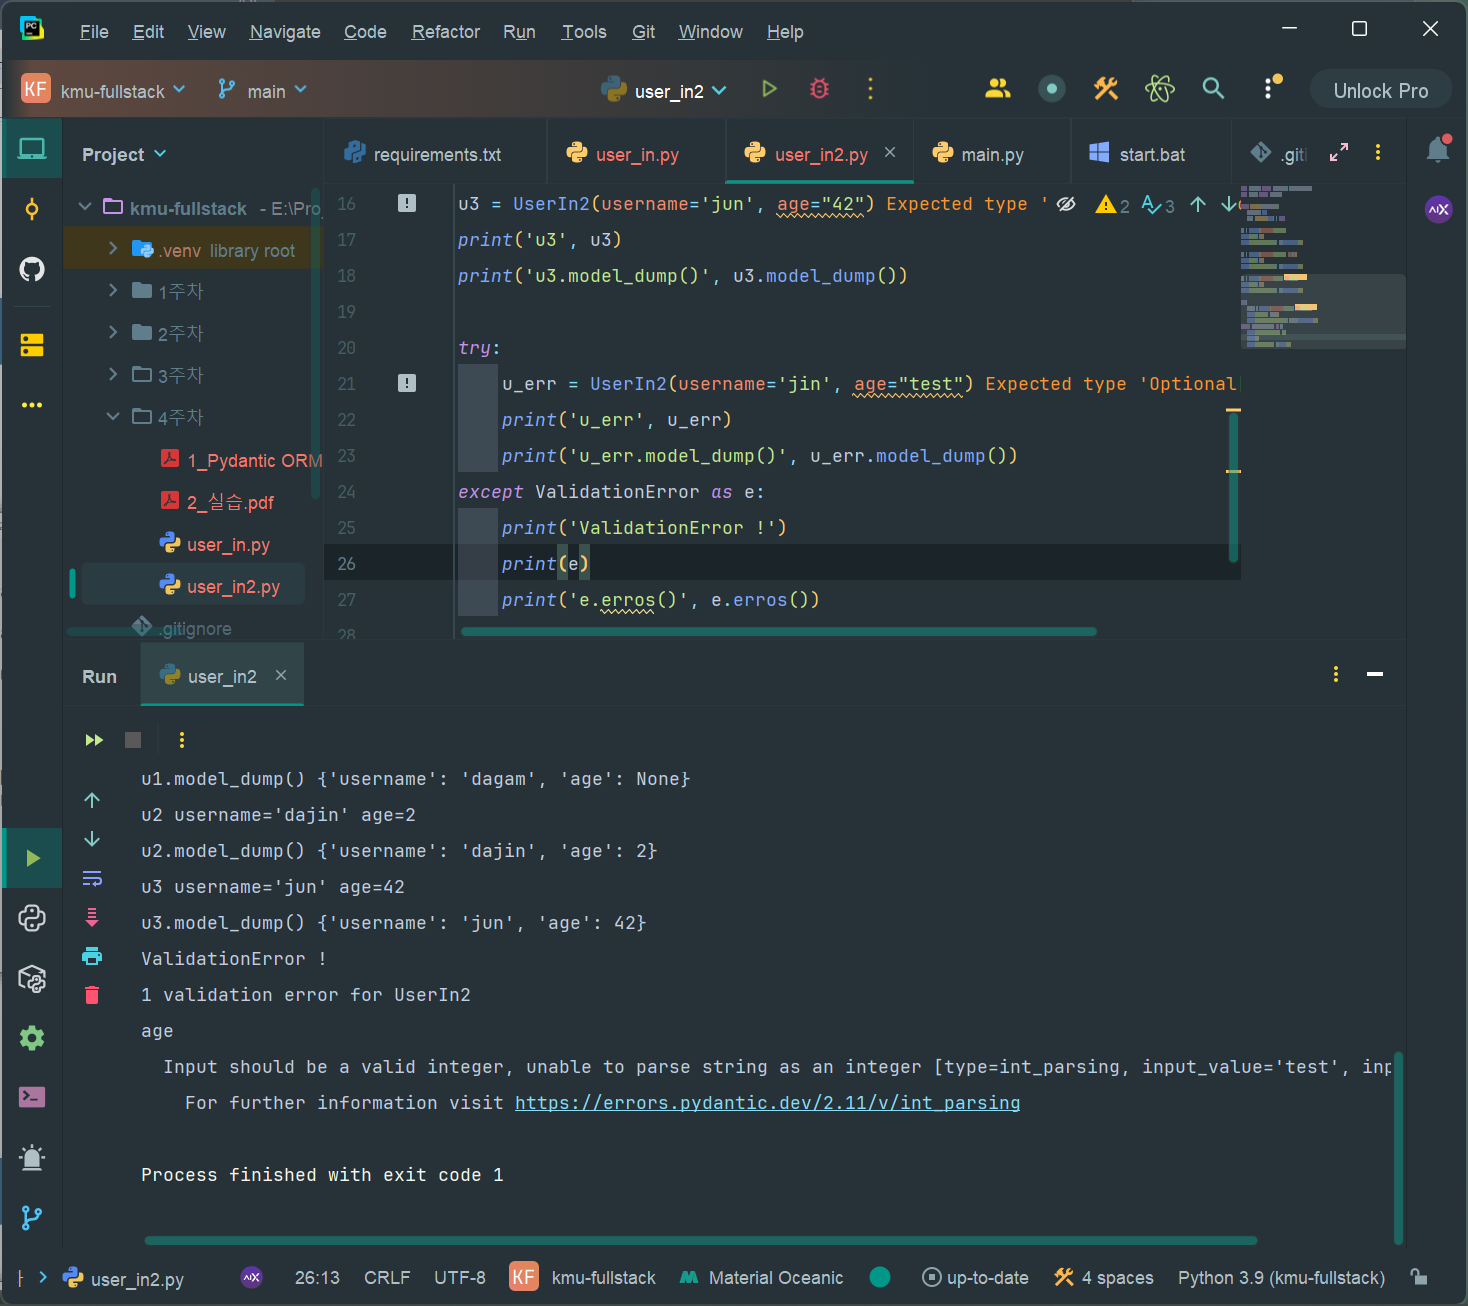 File Edit View Navigate Code Refactor Run Tools Git Window Help
KF kmu-fullstack main user_in2 Unlock Pro
Project requirements.txt user_in.py user_in2.py main.py start.bat .giti
kmu-fullstack - E:\Pro
.venv library root
1주차
2주차
3주차
4주차
1_Pydantic ORM
2_실습.pdf
user_in.py
user_in2.py
.gitignore
16 u3 = UserIn2(username='jun', age="42") Expected type ' 2 3
17 print('u3', u3)
18 print('u3.model_dump()', u3.model_dump())
19
20 try:
21 u_err = UserIn2(username='jin', age="test") Expected type 'Optional
22 print('u_err', u_err)
23 print('u_err.model_dump()', u_err.model_dump())
24 except ValidationError as e:
25 print('ValidationError !')
26 print(e)
27 print('e.erros()', e.erros())
28
Run user_in2
u1.model_dump() {'username': 'dagam', 'age': None}
u2 username='dajin' age=2
u2.model_dump() {'username': 'dajin', 'age': 2}
u3 username='jun' age=42
u3.model_dump() {'username': 'jun', 'age': 42}
ValidationError !
1 validation error for UserIn2
age
Input should be a valid integer, unable to parse string as an integer [type=int_parsing, input_value='test', inp
For further information visit https://errors.pydantic.dev/2.11/v/int_parsing
Process finished with exit code 1
user_in2.py 26:13 CRLF UTF-8 KF kmu-fullstack Material Oceanic up-to-date 4 spaces Python 3.9 (kmu-fullstack)